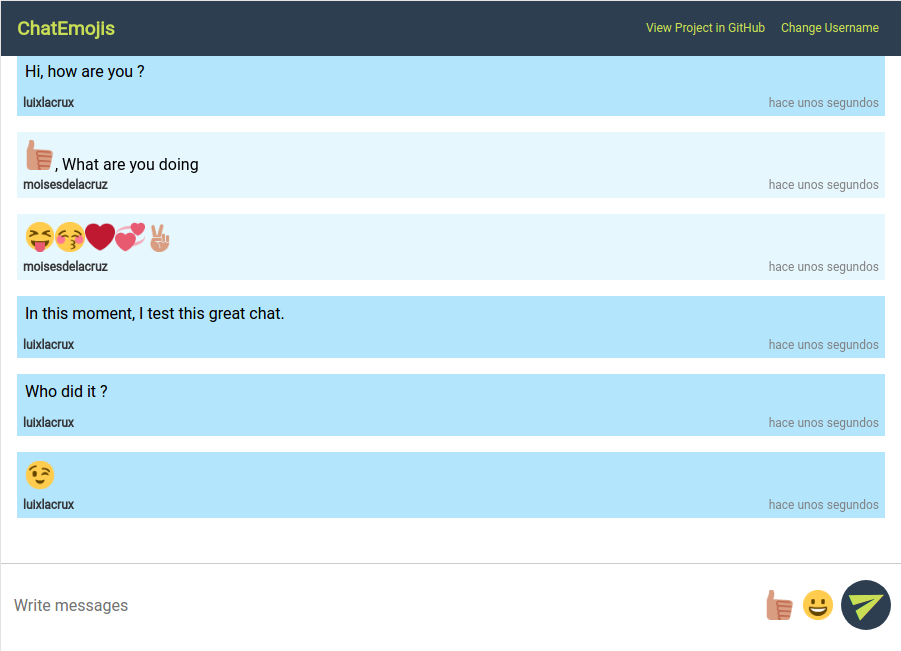 ChatEmojis
View Project in GitHub Change Username
Hi, how are you ?
luixlacrux hace unos segundos
👍🏽, What are you doing
moisesdelacruz hace unos segundos
😝😚❤💞✌🏽
moisesdelacruz hace unos segundos
In this moment, I test this great chat.
luixlacrux hace unos segundos
Who did it ?
luixlacrux hace unos segundos
😉
luixlacrux hace unos segundos
Write messages 👍🏽 😀